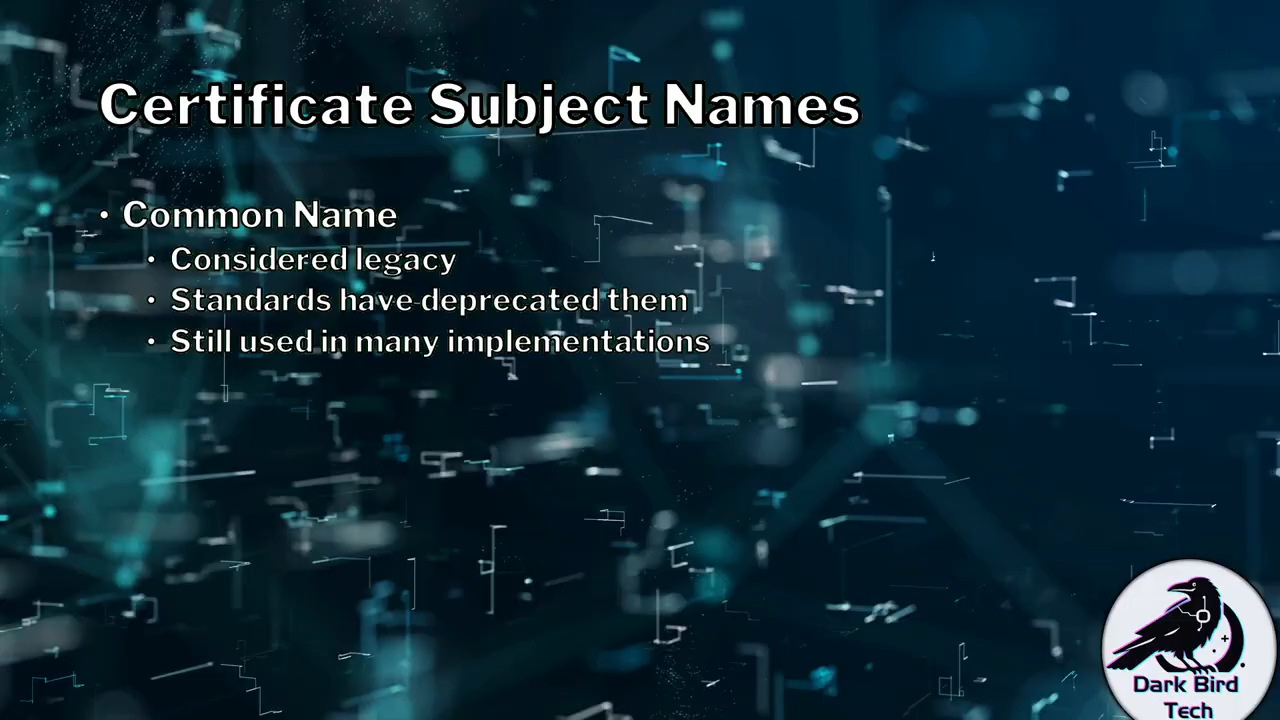 Certificate Subject Names
• Common Name
• Considered legacy
• Standards have deprecated them
• Still used in many implementations
Dark Bird
Tech